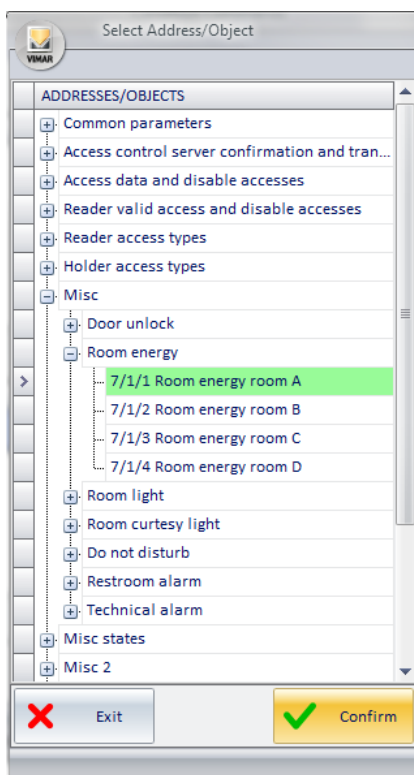 Select Address/Object
VIMAR
ADDRESSES/OBJECTS
Common parameters
Access control server confirmation and tran...
Access data and disable accesses
Reader valid access and disable accesses
Reader access types
Holder access types
Misc
Door unlock
Room energy
7/1/1 Room energy room A
7/1/2 Room energy room B
7/1/3 Room energy room C
7/1/4 Room energy room D
Room light
Room curtesy light
Do not disturb
Restroom alarm
Technical alarm
Misc states
Misc 2
Exit
Confirm